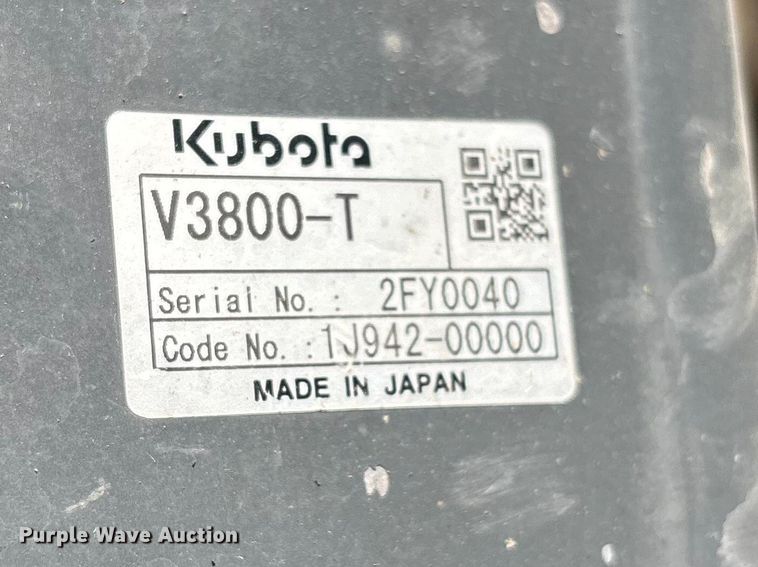 Kubota
V3800-T
Serial No. : 2FY0040
Code No. :1J942-00000
MADE IN JAPAN
Purple Wave Auction